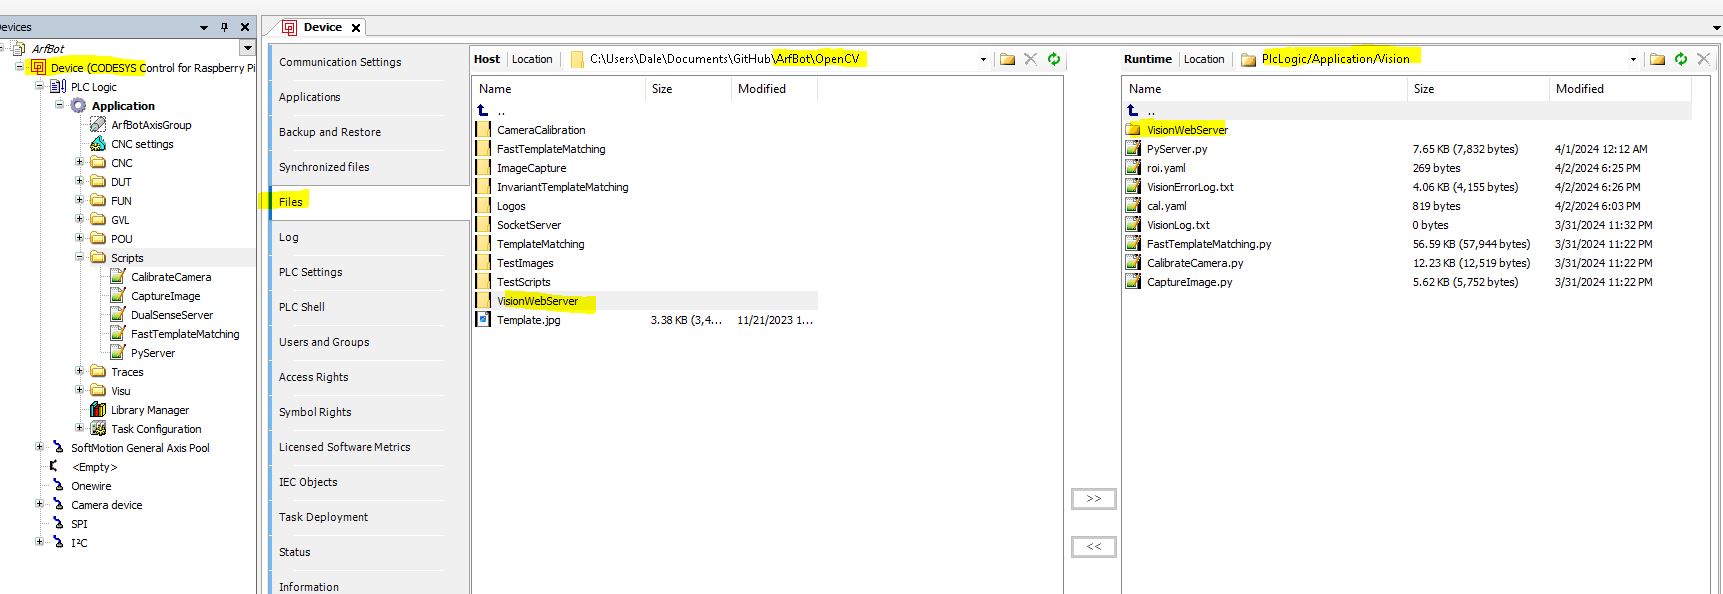 Devices
ArfBot
Device (CODESYS Control for Raspberry Pi
PLC Logic
Application
ArfBotAxisGroup
CNC settings
CNC
DUT
FUN
GVL
POU
Scripts
CalibrateCamera
CaptureImage
DualSenseServer
FastTemplateMatching
PyServer
Traces
Visu
Library Manager
Task Configuration
SoftMotion General Axis Pool
<Empty>
Onewire
Camera device
SPI
I²C
Device
Communication Settings
Applications
Backup and Restore
Synchronized files
Files
Log
PLC Settings
PLC Shell
Users and Groups
Access Rights
Symbol Rights
Licensed Software Metrics
IEC Objects
Task Deployment
Status
Information
Host Location C:\Users\Dale\Documents\GitHub\ArfBot\OpenCV
Name Size Modified
..
CameraCalibration
FastTemplateMatching
ImageCapture
InvariantTemplateMatching
Logos
SocketServer
TemplateMatching
TestImages
TestScripts
VisionWebServer
Template.jpg 3.38 KB (3,4... 11/21/2023 1...
>>
<<
Runtime Location PlcLogic/Application/Vision
Name Size Modified
..
VisionWebServer
PyServer.py 7.65 KB (7,832 bytes) 4/1/2024 12:12 AM
roi.yaml 269 bytes 4/2/2024 6:25 PM
VisionErrorLog.txt 4.06 KB (4,155 bytes) 4/2/2024 6:26 PM
cal.yaml 819 bytes 4/2/2024 6:03 PM
VisionLog.txt 0 bytes 3/31/2024 11:32 PM
FastTemplateMatching.py 56.59 KB (57,944 bytes) 3/31/2024 11:22 PM
CalibrateCamera.py 12.23 KB (12,519 bytes) 3/31/2024 11:22 PM
CaptureImage.py 5.62 KB (5,752 bytes) 3/31/2024 11:22 PM